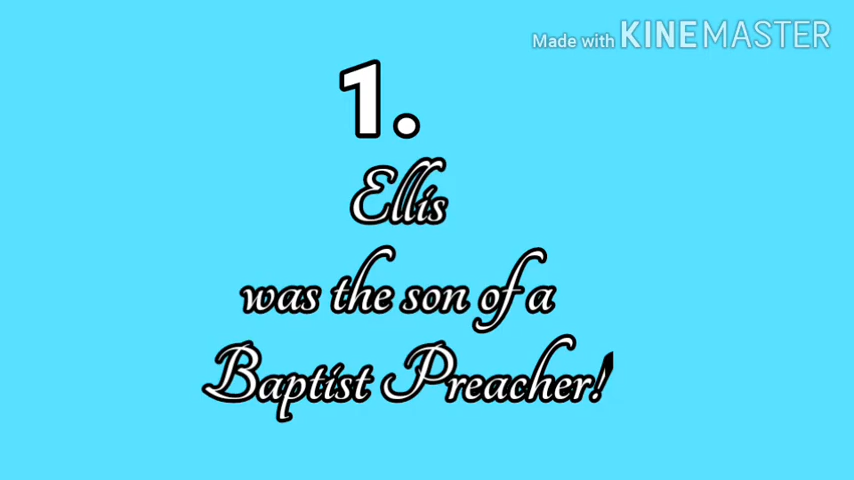 Made with KINEMASTER
1.
Ellis
was the son of a
Baptist Preacher!